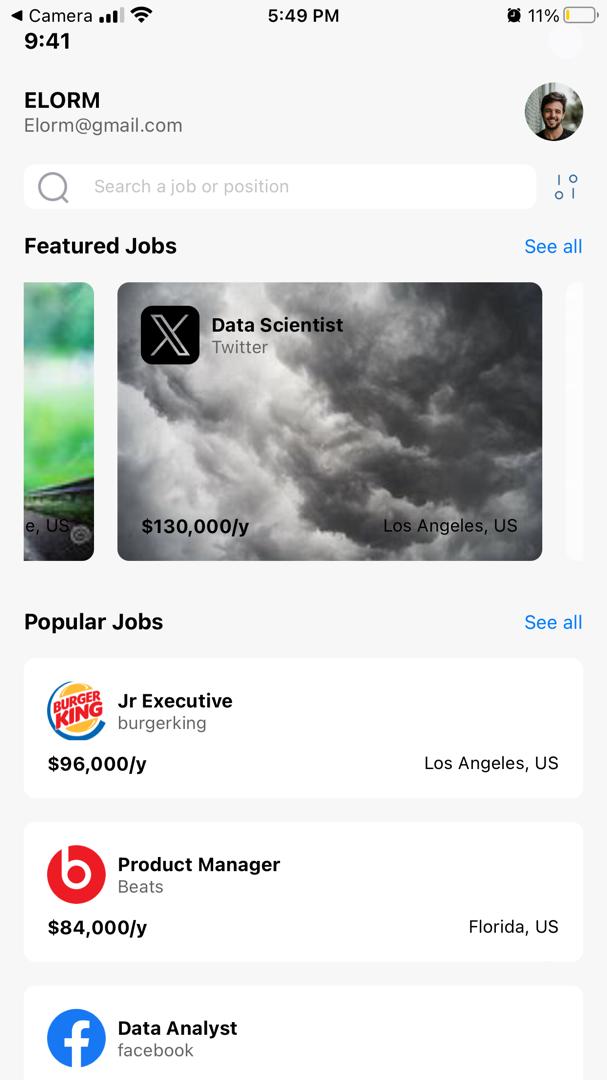 Camera 5:49 PM 11%
9:41
ELORM
Elorm@gmail.com
Search a job or position
Featured Jobs See all
Data Scientist
Twitter
e, US
$130,000/y Los Angeles, US
Popular Jobs See all
BURGER
KING
Jr Executive
burgerking
$96,000/y Los Angeles, US
Product Manager
Beats
$84,000/y Florida, US
Data Analyst
facebook